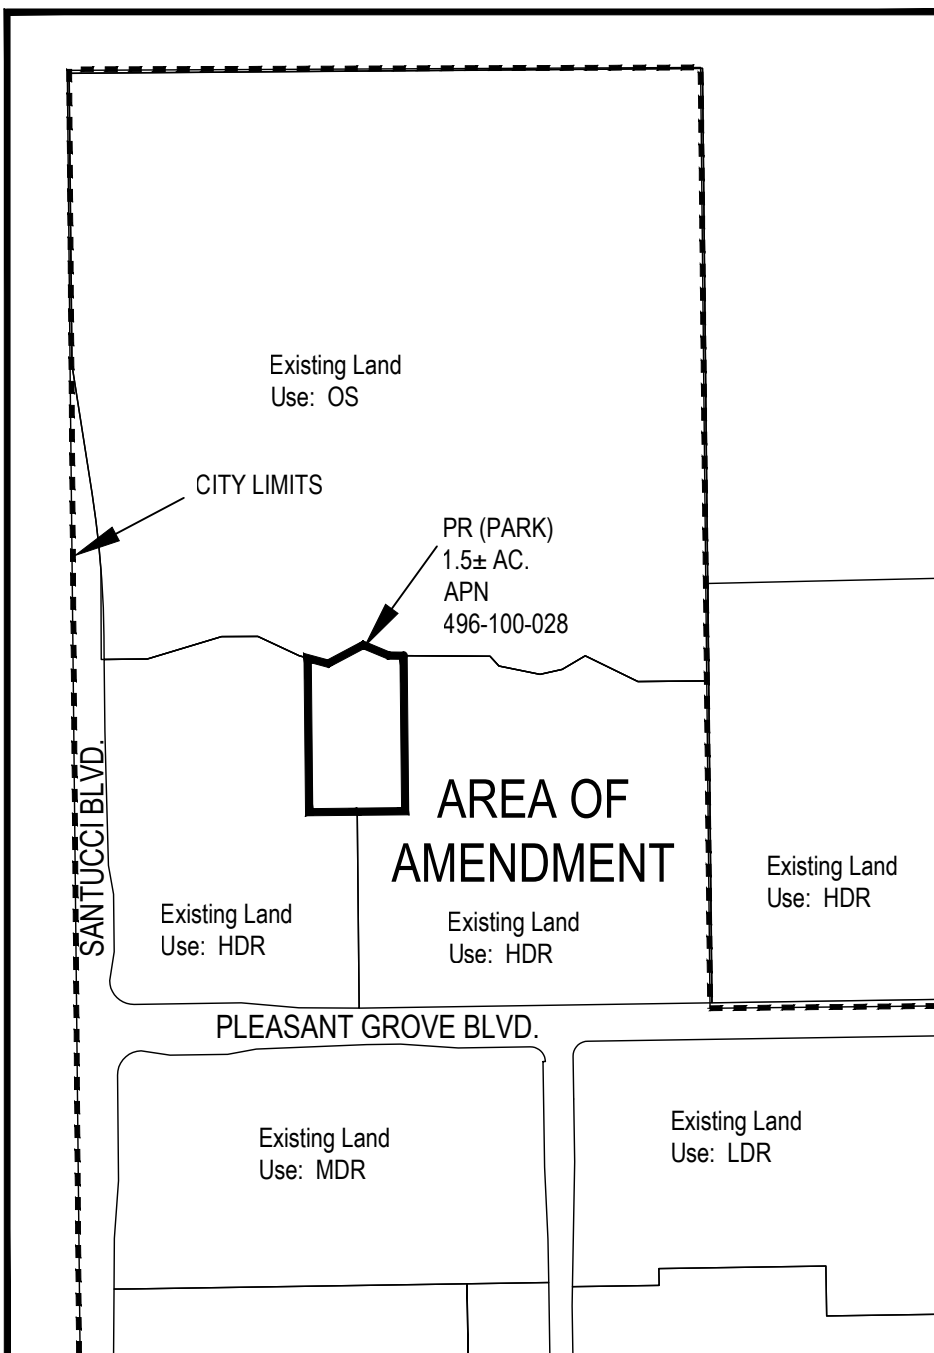 Existing Land
Use: OS
CITY LIMITS
PR (PARK)
1.5± AC.
APN
496-100-028
SANTUCCI BLVD.
AREA OF
AMENDMENT
Existing Land
Use: HDR
Existing Land
Use: HDR
Existing Land
Use: HDR
PLEASANT GROVE BLVD.
Existing Land
Use: MDR
Existing Land
Use: LDR